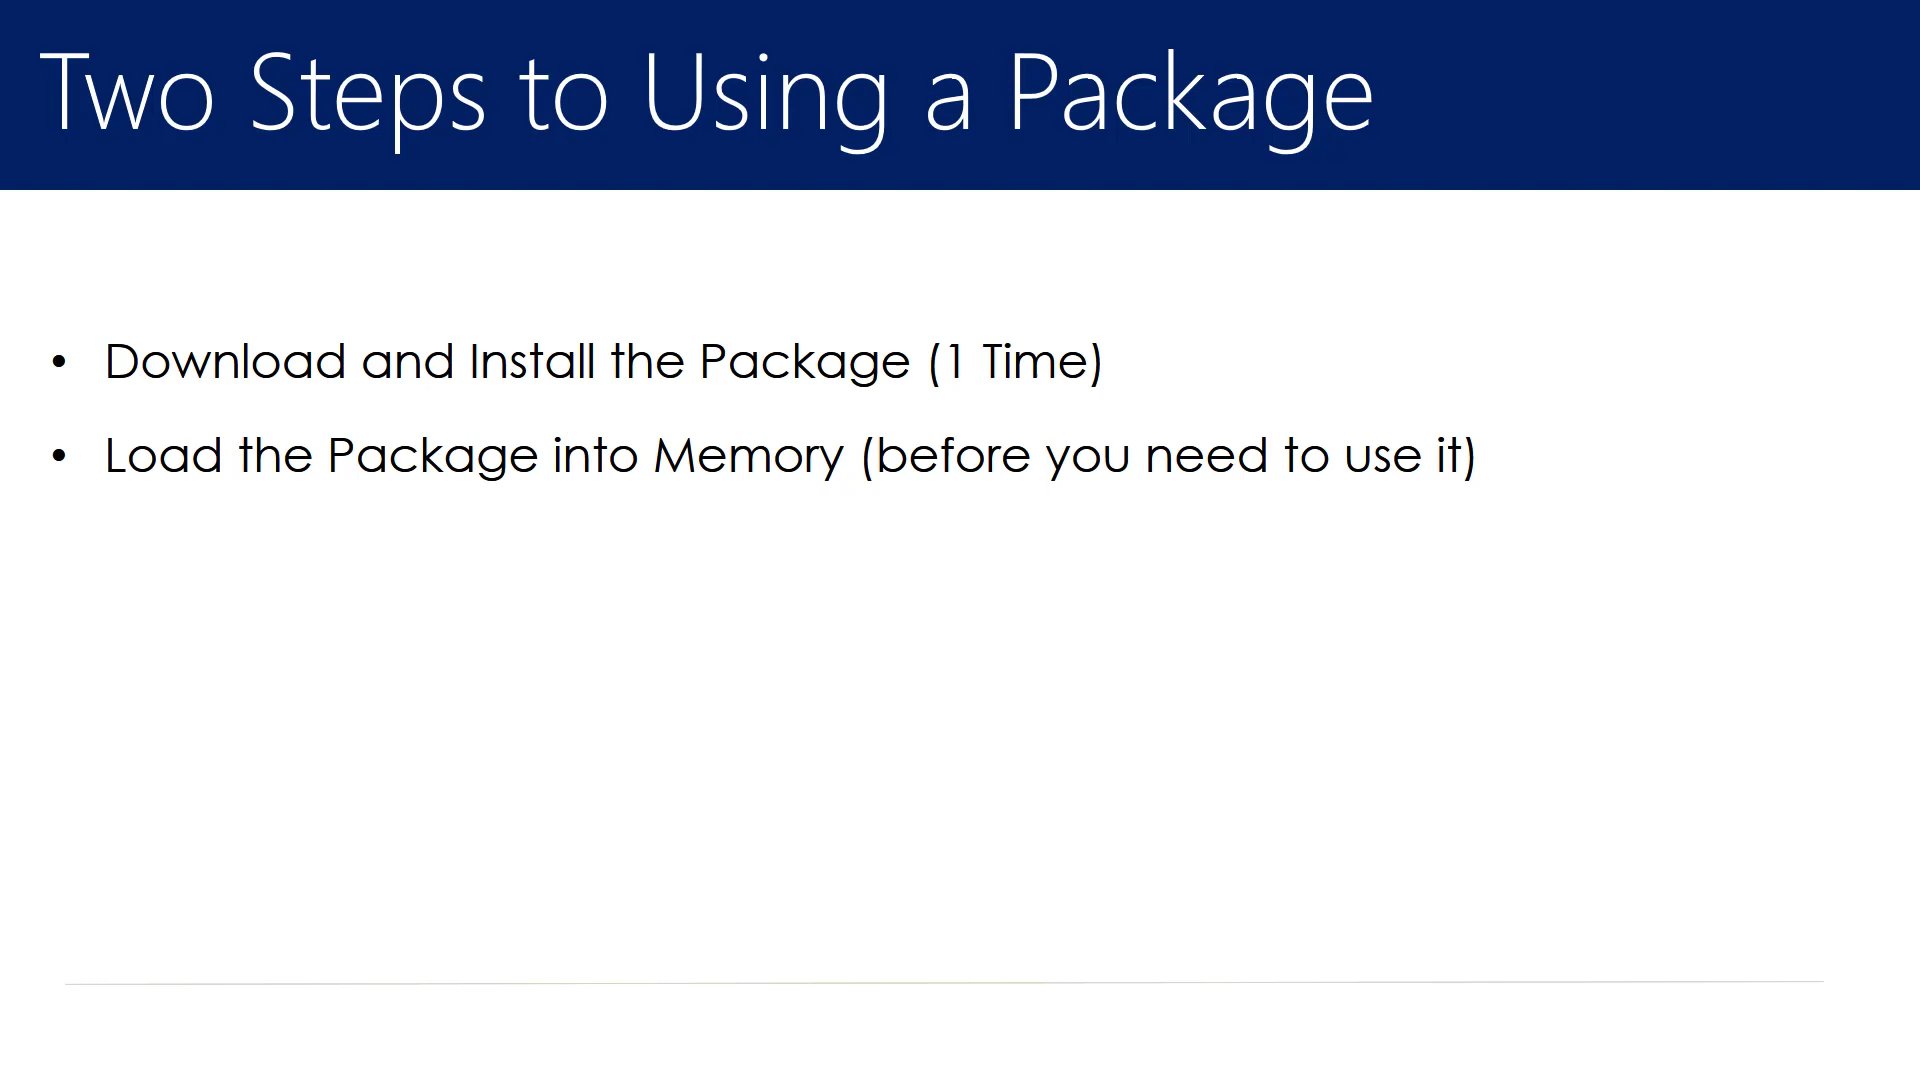 Two Steps to Using a Package
• Download and Install the Package (1 Time)
• Load the Package into Memory (before you need to use it)